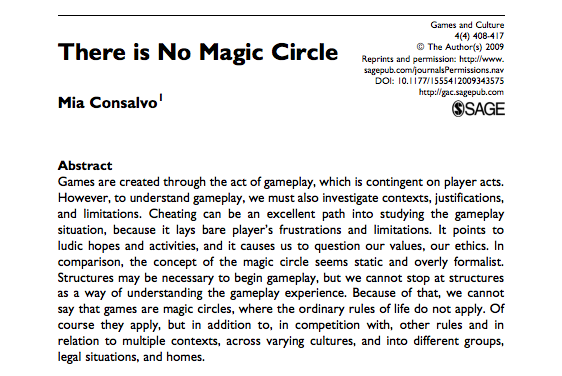 Games and Culture
4(4) 408-417
© The Author(s) 2009
Reprints and permission: http://www.
sagepub.com/journalsPermissions.nav
DOI: 10.1177/1555412009343575
http://gac.sagepub.com
SAGE
There is No Magic Circle
Mia Consalvo1
Abstract
Games are created through the act of gameplay, which is contingent on player acts.
However, to understand gameplay, we must also investigate contexts, justifications,
and limitations. Cheating can be an excellent path into studying the gameplay
situation, because it lays bare player's frustrations and limitations. It points to
ludic hopes and activities, and it causes us to question our values, our ethics. In
comparison, the concept of the magic circle seems static and overly formalist.
Structures may be necessary to begin gameplay, but we cannot stop at structures
as a way of understanding the gameplay experience. Because of that, we cannot
say that games are magic circles, where the ordinary rules of life do not apply. Of
course they apply, but in addition to, in competition with, other rules and in
relation to multiple contexts, across varying cultures, and into different groups,
legal situations, and homes.